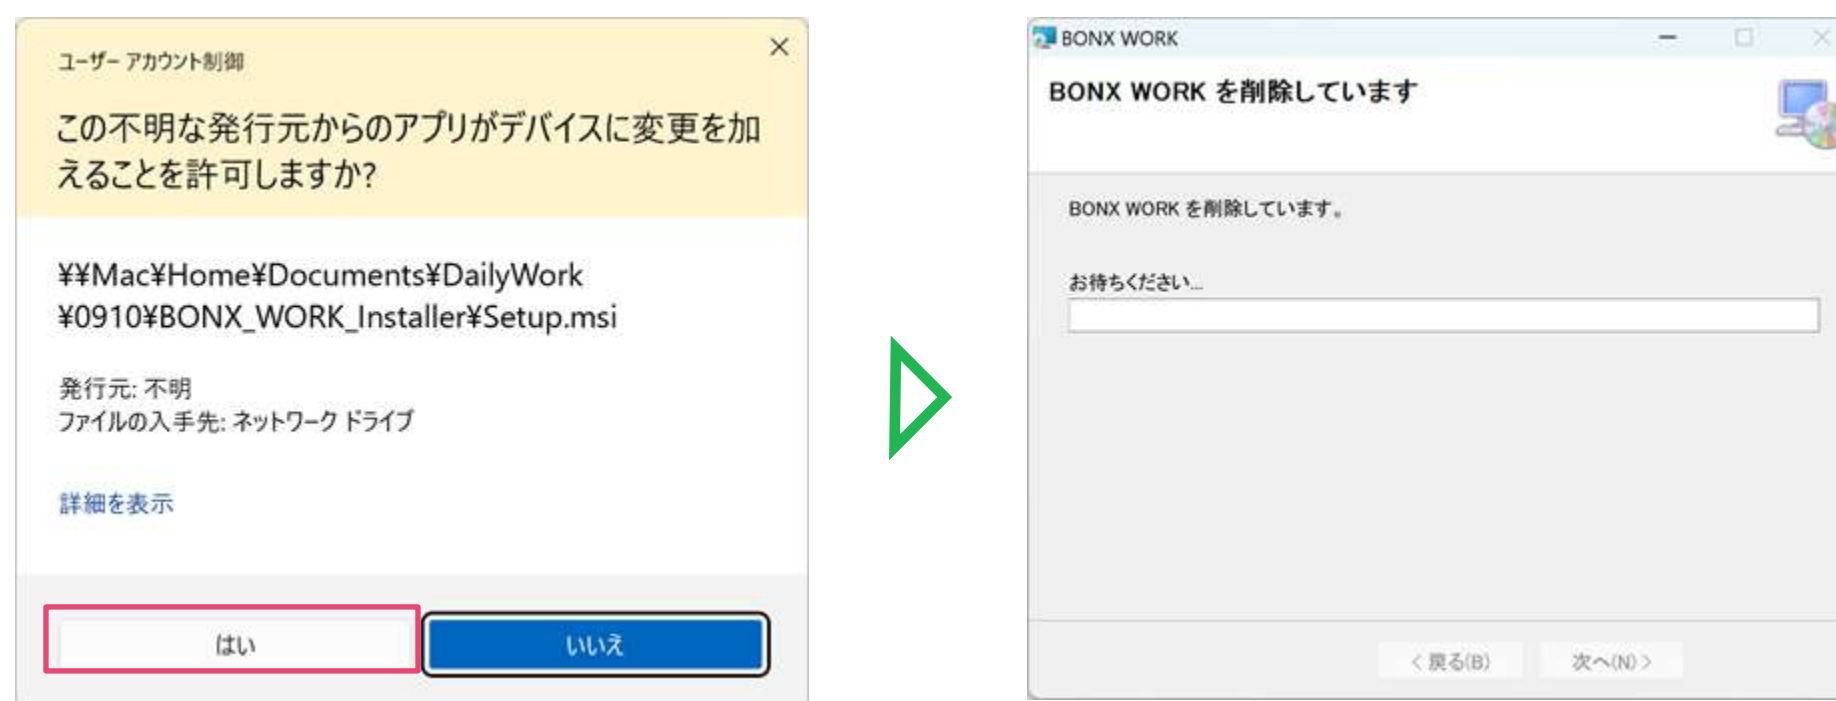 ユーザー アカウント制御
この不明な発行元からのアプリがデバイスに変更を加
えることを許可しますか?
¥¥Mac¥Home¥Documents¥DailyWork
¥0910¥BONX_WORK_Installer¥Setup.msi
発行元: 不明
ファイルの入手先: ネットワーク ドライブ
詳細を表示
はい
いいえ
BONX WORK
BONX WORK を削除しています
BONX WORK を削除しています。
お待ちください...
< 戻る(B)
次へ(N) >